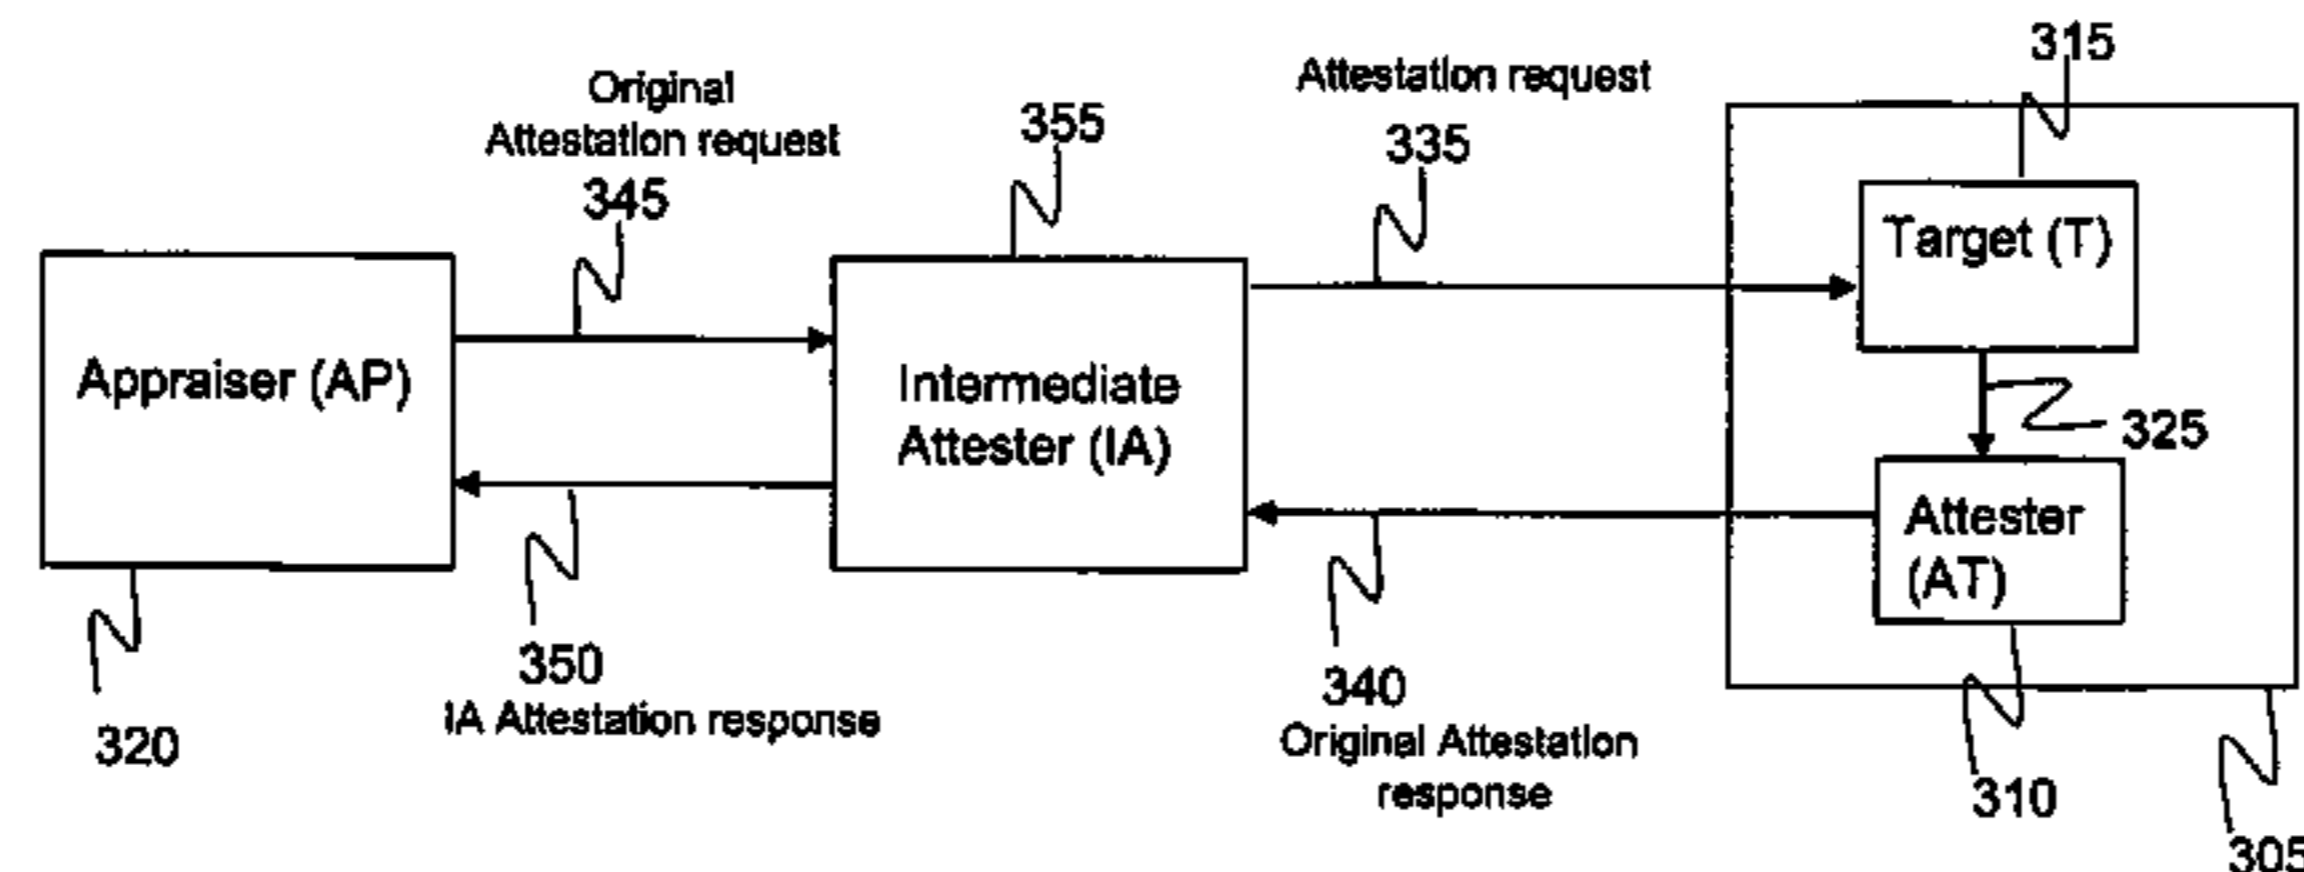 Original
Attestation request
345
355
Attestation request
335
315
Target (T)
Appraiser (AP)
Intermediate
Attester (IA)
325
Attester
(AT)
350
IA Attestation response
320
340
Original Attestation
response
310
305